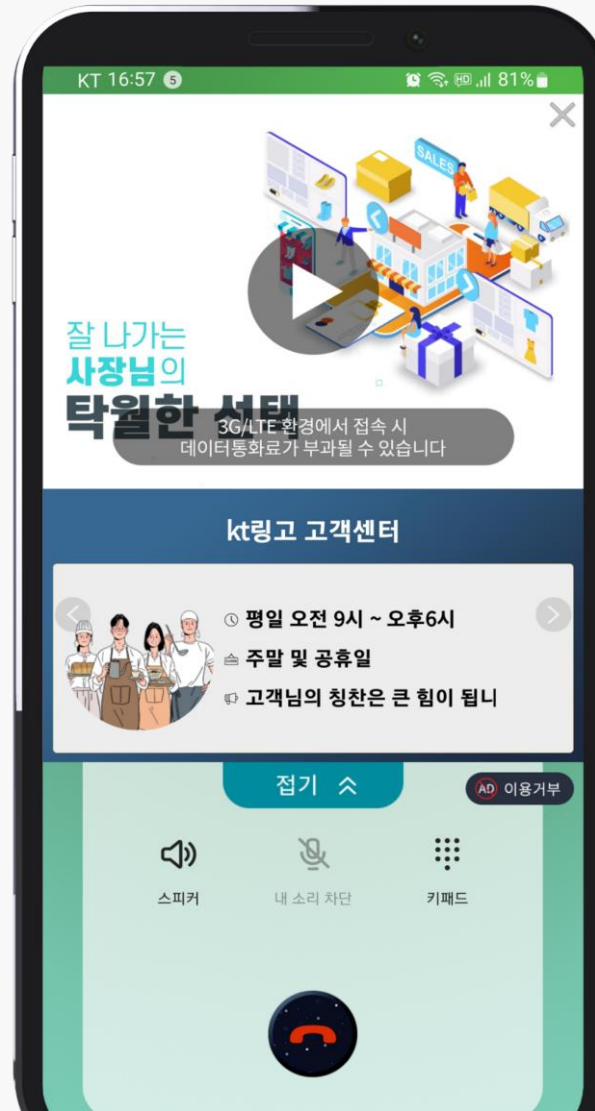 KT 16:57 5
HD 81%
SALES
잘 나가는
사장님의
탁월한 선택
3G/LTE 환경에서 접속 시
데이터통화료가 부과될 수 있습니다
kt링고 고객센터
평일 오전 9시 ~ 오후6시
주말 및 공휴일
고객님의 칭찬은 큰 힘이 됩니
접기
AD 이용거부
스피커
내 소리 차단
키패드